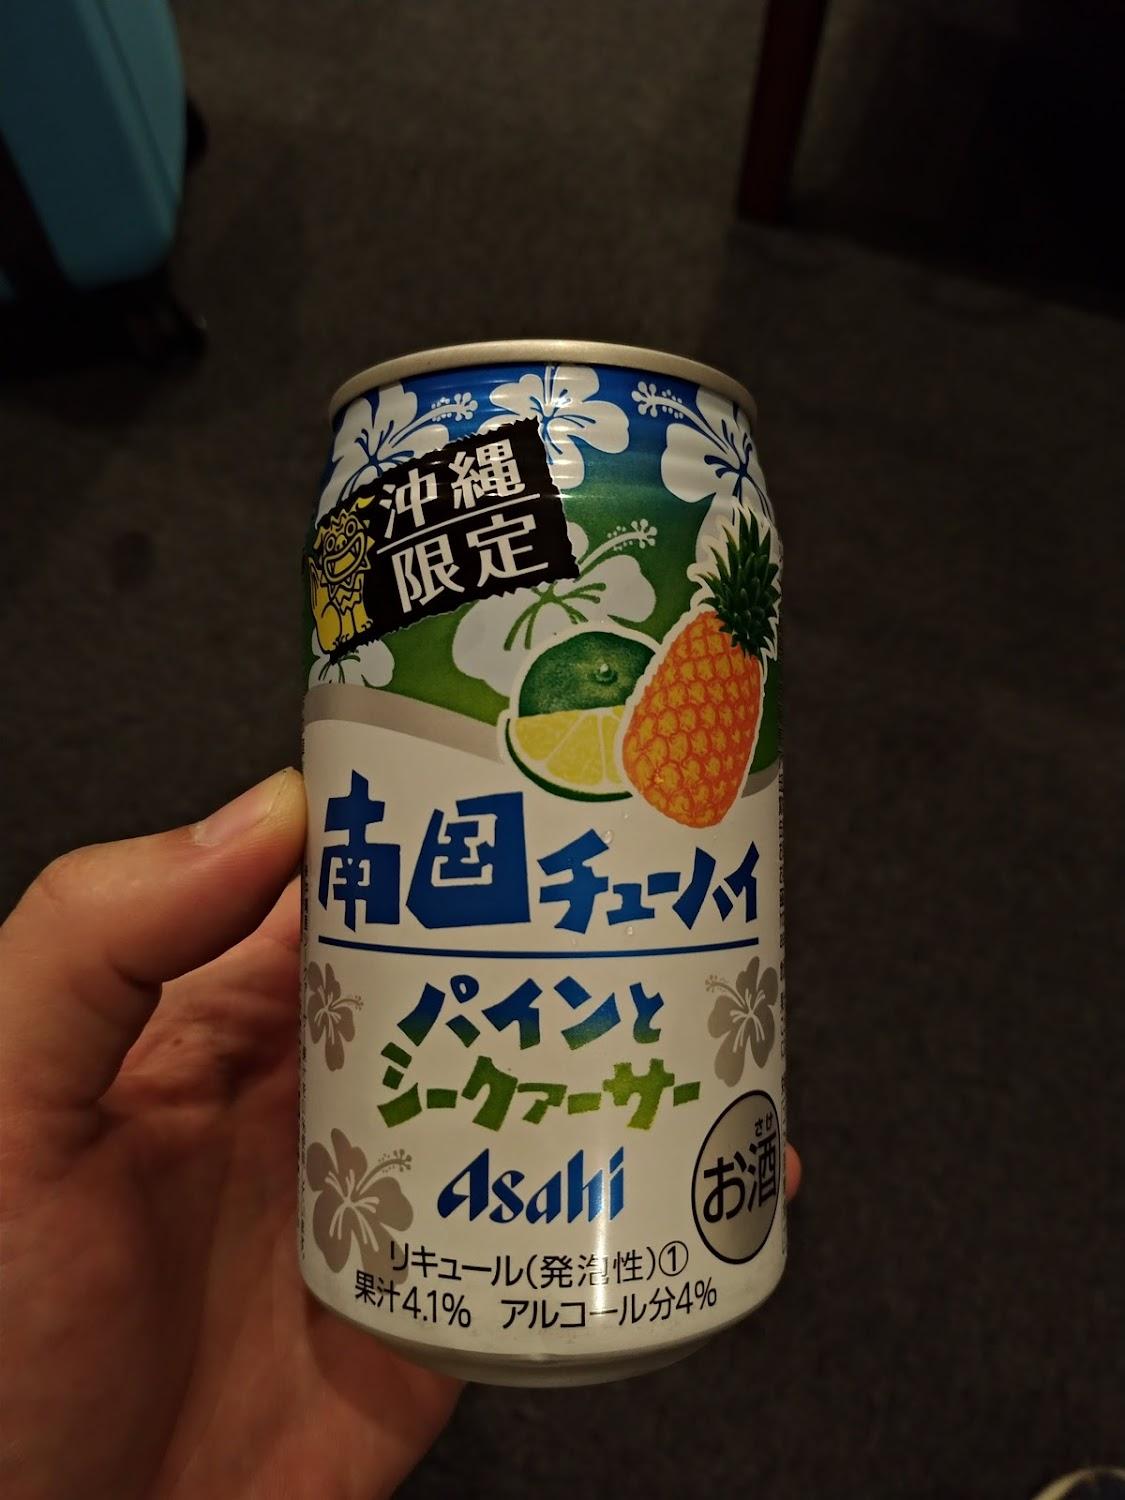 沖縄
限定
南国チューハイ
パインと
シークァーサー
Asahi
さけ
お酒
リキュール(発泡性)①
果汁4.1% アルコール分4%